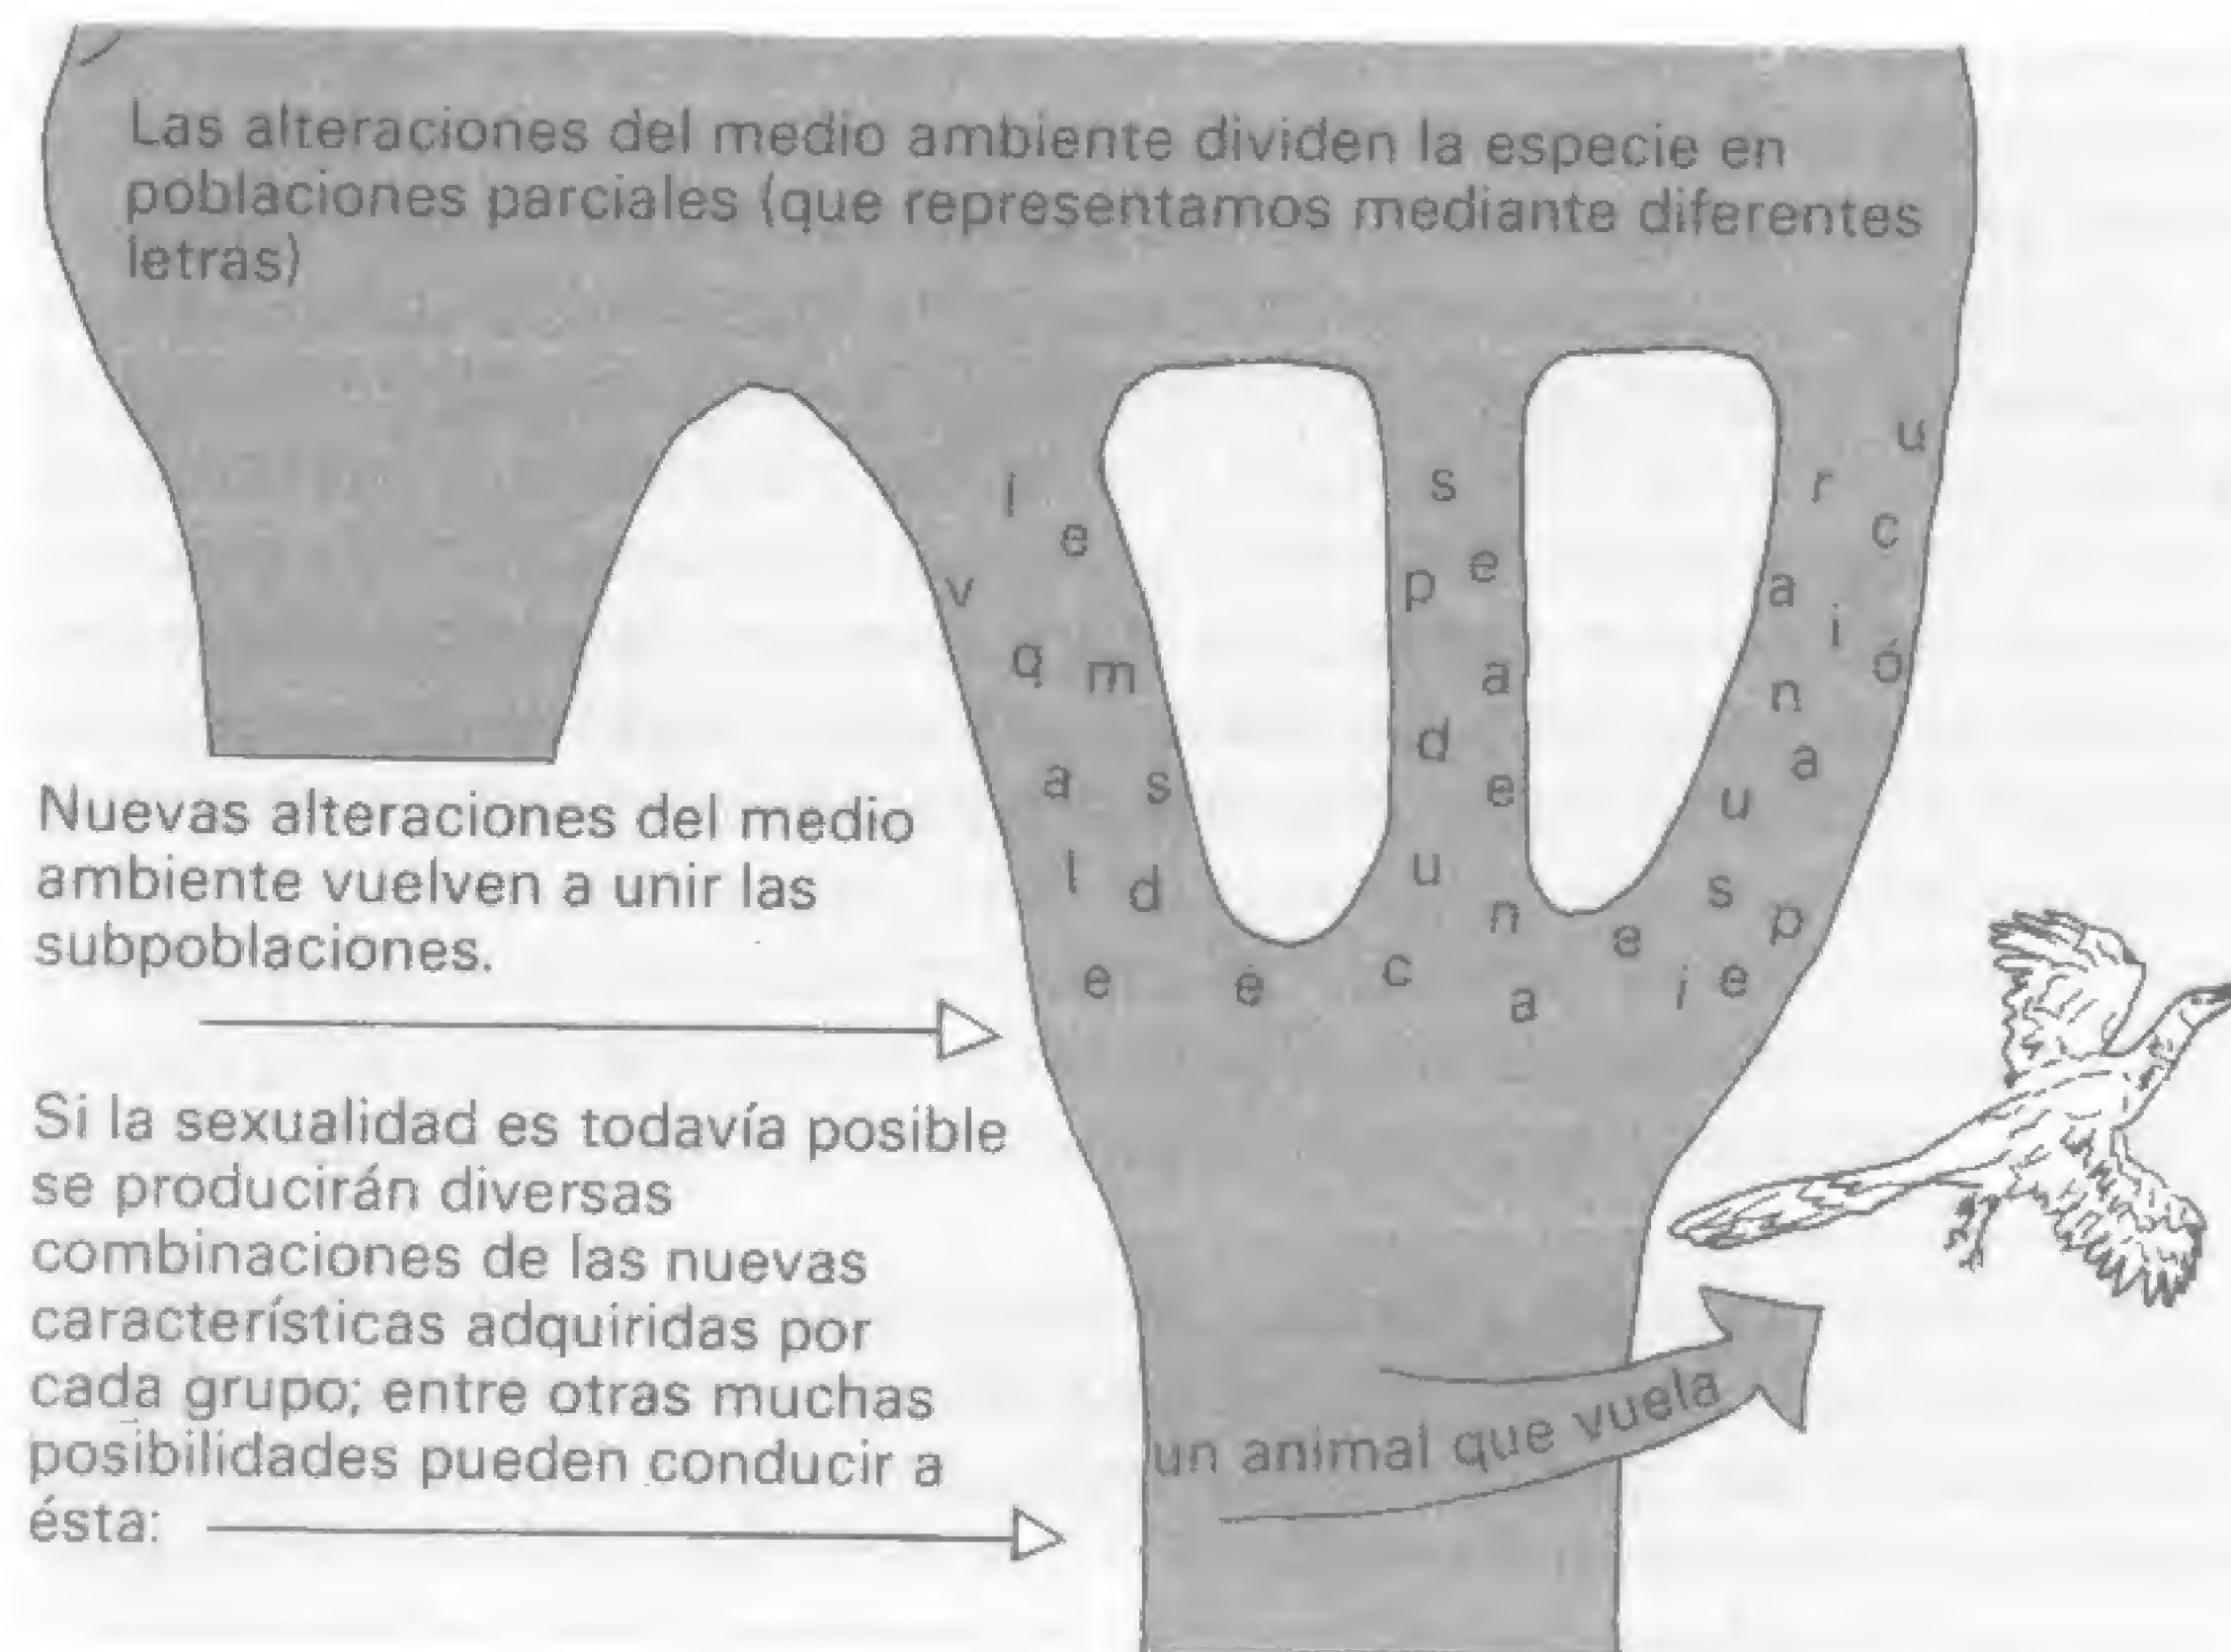 Las alteraciones del medio ambiente dividen la especie en
poblaciones parciales (que representamos mediante diferentes
letras)
u
i s r
e c
v p e a
i
q m a n ó
d
a s e u a
l d u s
n e p
e e c a i e
Nuevas alteraciones del medio
ambiente vuelven a unir las
subpoblaciones.
Si la sexualidad es todavía posible
se producirán diversas
combinaciones de las nuevas
características adquiridas por
cada grupo; entre otras muchas
posibilidades pueden conducir a
ésta:
un animal que vuela